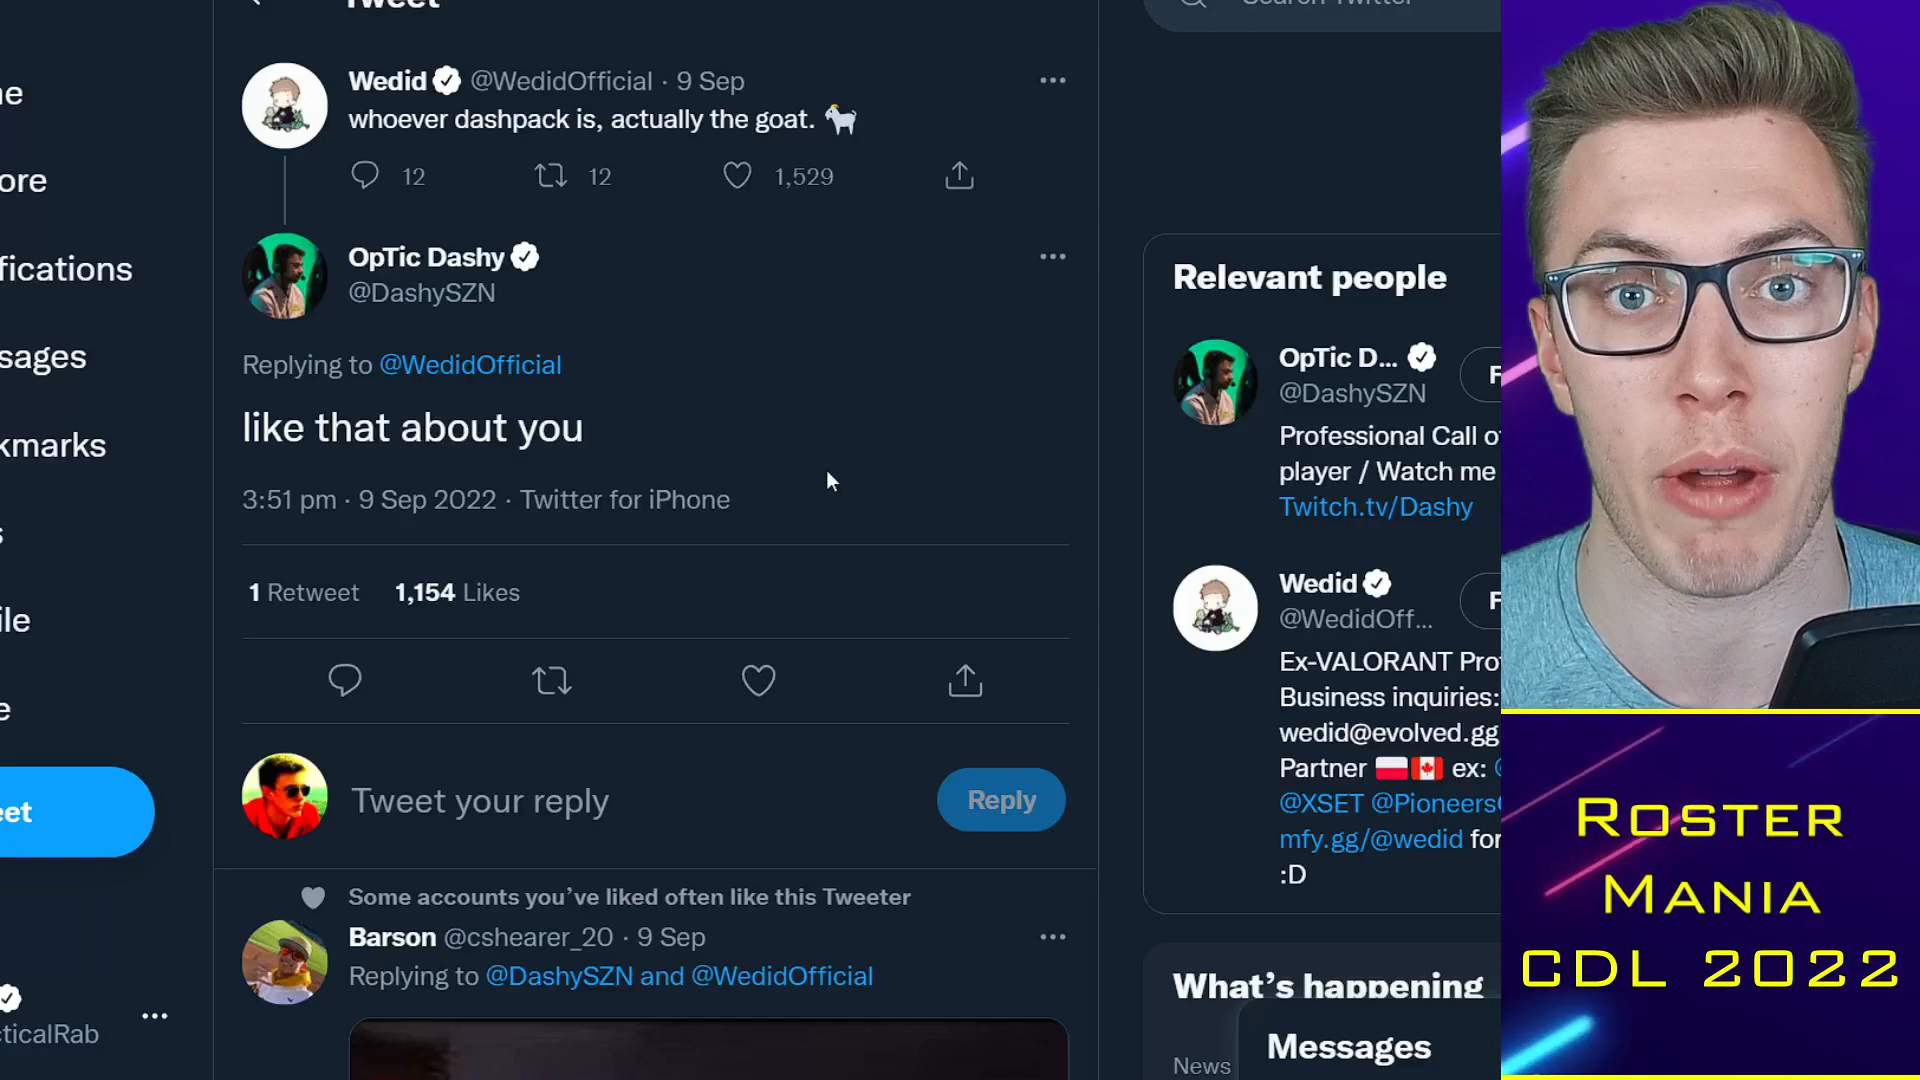 Tweet
Search Twitter
Wedid @WedidOfficial · 9 Sep
whoever dashpack is, actually the goat. 🐐
12 12 1,529
OpTic Dashy
@DashySZN
Replying to @WedidOfficial
like that about you
3:51 pm · 9 Sep 2022 · Twitter for iPhone
1 Retweet 1,154 Likes
Tweet your reply
Reply
Some accounts you've liked often like this Tweeter
Barson @cshearer_20 · 9 Sep
Replying to @DashySZN and @WedidOfficial
ne
ore
fications
sages
kmarks
s
ile
e
eet
cticalRab
Relevant people
OpTic D...
@DashySZN
F
Professional Call o
player / Watch me
Twitch.tv/Dashy
Wedid
@WedidOff...
F
Ex-VALORANT Pro
Business inquiries:
wedid@evolved.gg
Partner 🇵🇱🇨🇦 ex: @
@XSET @Pioneers
mfy.gg/@wedid for
:D
What's happening
News
Messages
ROSTER
MANIA
CDL 2022